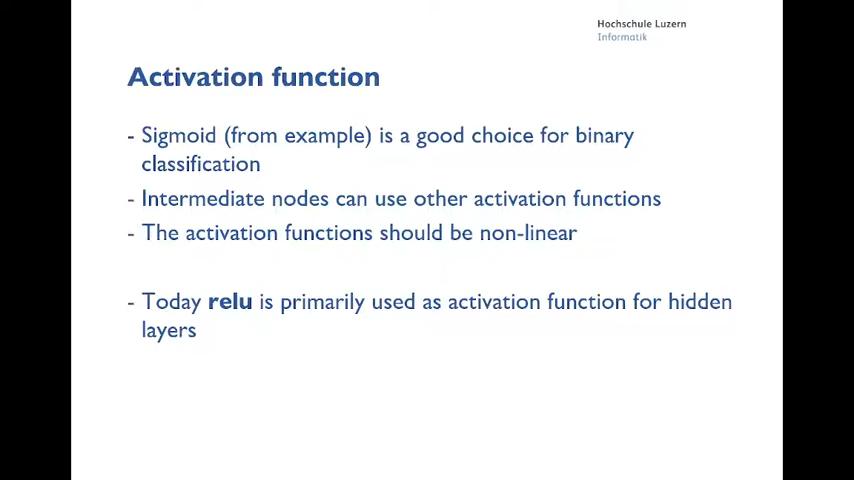 Hochschule Luzern
Informatik
Activation function
- Sigmoid (from example) is a good choice for binary
classification
- Intermediate nodes can use other activation functions
- The activation functions should be non-linear
- Today relu is primarily used as activation function for hidden
layers